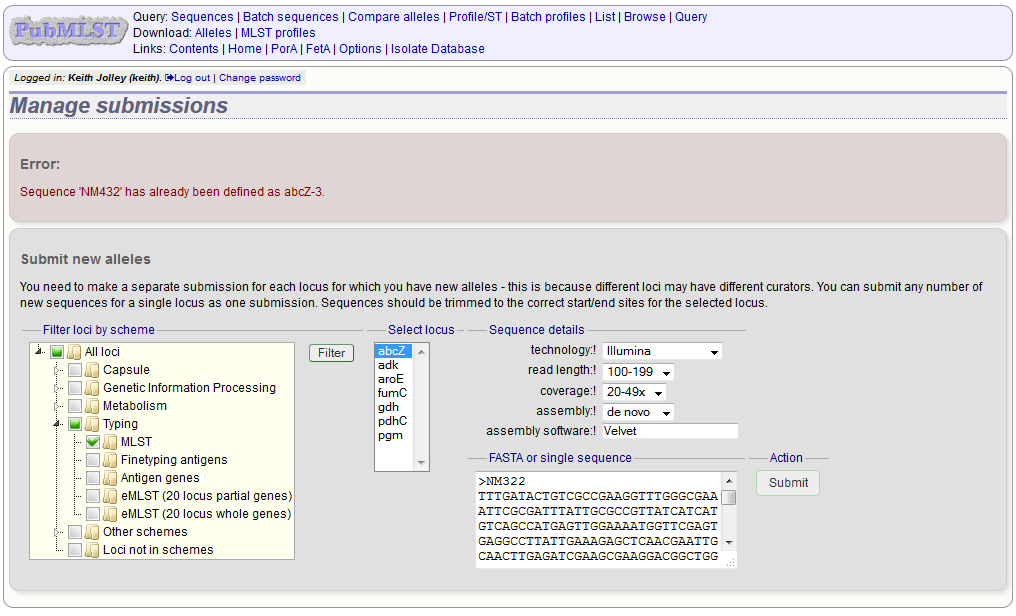 PubMLST
Query: Sequences | Batch sequences | Compare alleles | Profile/ST | Batch profiles | List | Browse | Query
Download: Alleles | MLST profiles
Links: Contents | Home | PorA | FetA | Options | Isolate Database
Logged in: Keith Jolley (keith). Log out | Change password
Manage submissions
Error:
Sequence 'NM432' has already been defined as abcZ-3.
Submit new alleles
You need to make a separate submission for each locus for which you have new alleles - this is because different loci may have different curators. You can submit any number of
new sequences for a single locus as one submission. Sequences should be trimmed to the correct start/end sites for the selected locus.
Filter loci by scheme
All loci
Capsule
Genetic Information Processing
Metabolism
Typing
MLST
Finetyping antigens
Antigen genes
eMLST (20 locus partial genes)
eMLST (20 locus whole genes)
Other schemes
Loci not in schemes
Filter
Select locus
abcZ
adk
aroE
fumC
gdh
pdhC
pgm
Sequence details
technology:! Illumina
read length:! 100-199
coverage:! 20-49x
assembly:! de novo
assembly software:! Velvet
FASTA or single sequence
>NM322
TTTGATACTGTCGCCGAAGGTTTGGGCGAA
ATTCGCGATTTATTGCGCCGTTATCATCAT
GTCAGCCATGAGTTGGAAAATGGTTCGAGT
GAGGCCTTATTGAAAGAGCTCAACGAATTG
CAACTTGAGATCGAAGCGAAGGACGGCTGG
Action
Submit